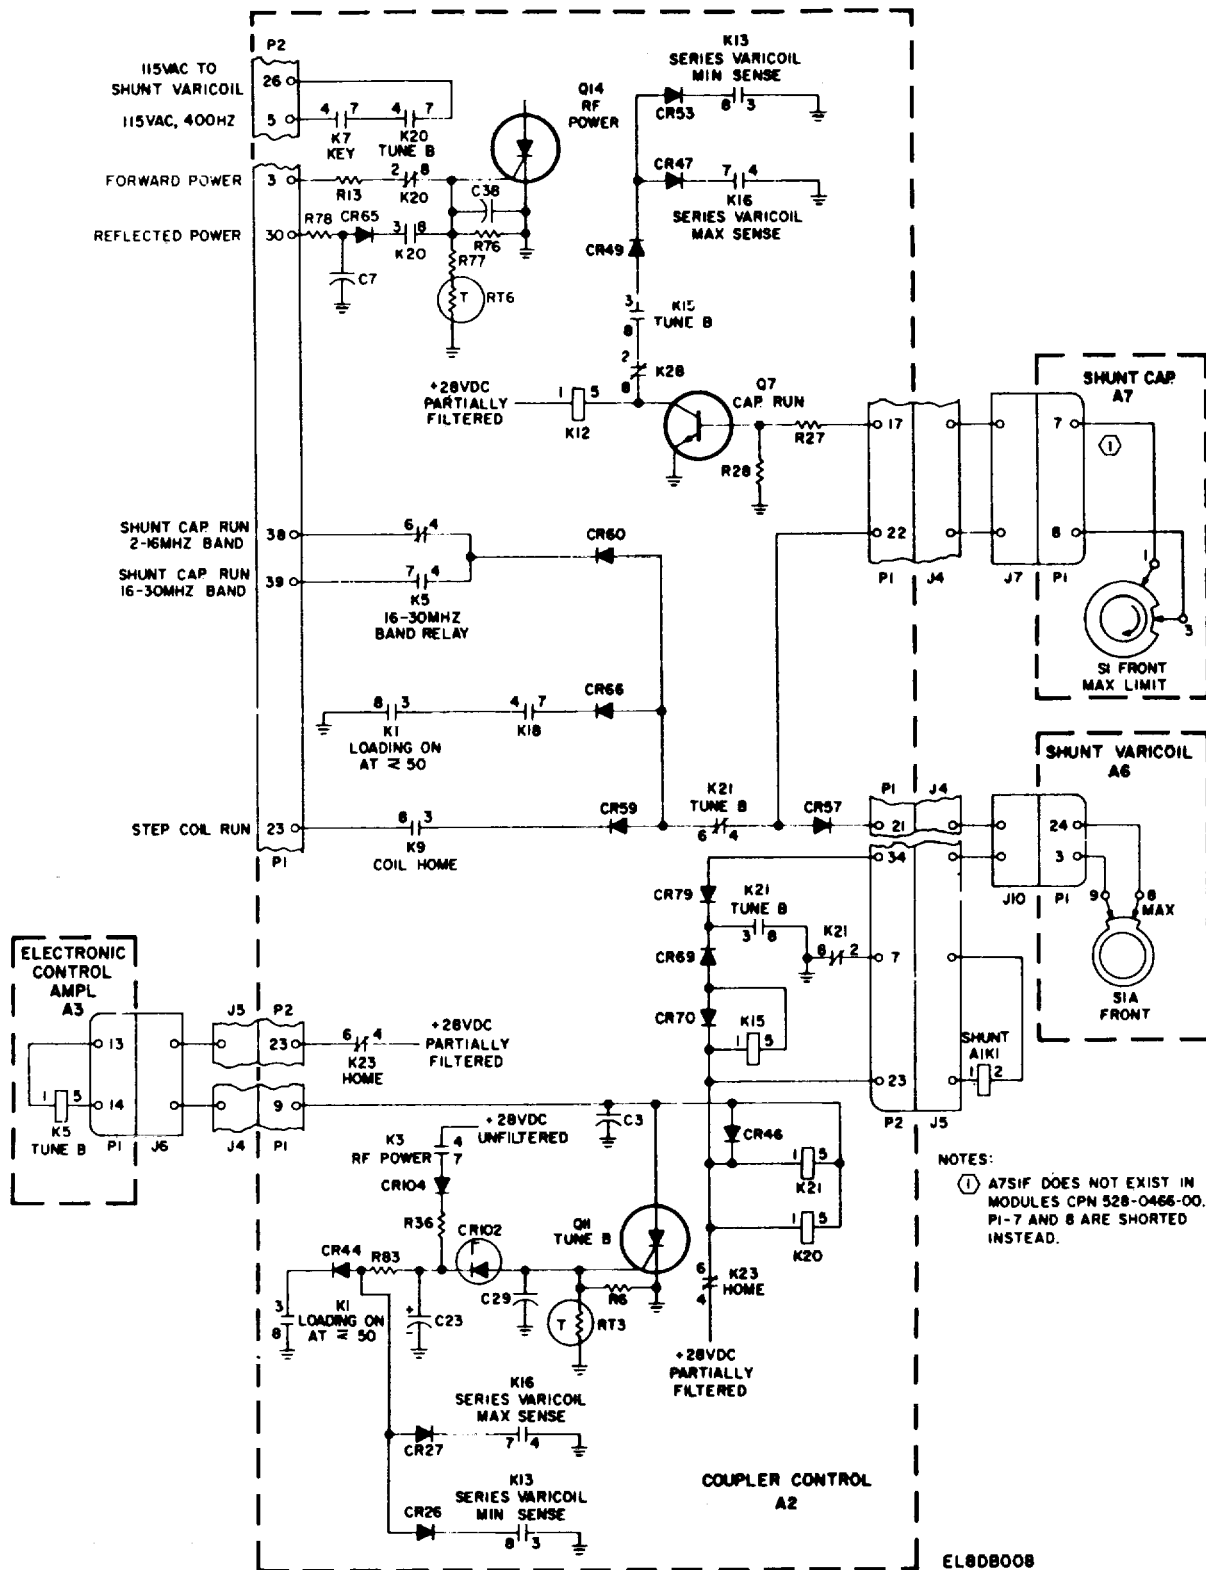 P2
115VAC TO
SHUNT VARICOIL
26
115VAC, 400HZ
5
4 7
K7
KEY
4 7
K20
TUNE B
Q14
RF
POWER
K13
SERIES VARICOIL
MIN SENSE
CR53
8 3
FORWARD POWER
3
R13
2 8
K20
C38
CR47
7 4
K16
SERIES VARICOIL
MAX SENSE
REFLECTED POWER
30
R78
CR65
3 8
K20
R76
C7
R77
T
RT6
CR49
3
8
K15
TUNE B
2
8
K28
+28VDC
PARTIALLY
FILTERED
1 5
K12
Q7
CAP RUN
R27
R28
17
22
P1 J4
J7 P1
SHUNT CAP.
A7
7
1
8
1
3
S1 FRONT
MAX LIMIT
SHUNT CAP. RUN
2-16MHZ BAND
38
6 4
SHUNT CAP. RUN
16-30MHZ BAND
39
7 4
K5
16-30MHZ
BAND RELAY
CR60
8 3
K1
LOADING ON
AT ≷ 50
4 7
K18
CR66
STEP COIL RUN
23
P1
8 3
K9
COIL HOME
CR59
K21
TUNE B
6 4
CR57
P1 J4
21
34
SHUNT VARICOIL
A6
24
3
J10 P1
9 8
MAX
S1A
FRONT
CR79
K21
TUNE B
3 8
K21
8 2
7
CR69
CR70
K15
1 5
23
P2 J5
SHUNT
A1K1
1 2
ELECTRONIC
CONTROL
AMPL
A3
13
14
1 5
K5
TUNE B
P1 J6
J5 P2
23
6 4
K23
HOME
+28VDC
PARTIALLY
FILTERED
9
J4 P1
+28VDC
UNFILTERED
C3
K3
RF POWER
4
7
CR104
R36
CR102
Q11
TUNE B
CR46
1 5
K21
1 5
K20
CR44
R83
3
8
K1
LOADING ON
AT ≷ 50
+
-
C23
C29
T
RT3
R6
6
4
K23
HOME
+28VDC
PARTIALLY
FILTERED
K16
SERIES VARICOIL
MAX SENSE
CR27
7 4
K13
SERIES VARICOIL
MIN SENSE
CR26
8 3
COUPLER CONTROL
A2
NOTES:
1 A7S1F DOES NOT EXIST IN
MODULES CPN 528-0466-00.
P1-7 AND 8 ARE SHORTED
INSTEAD.
EL8DB008